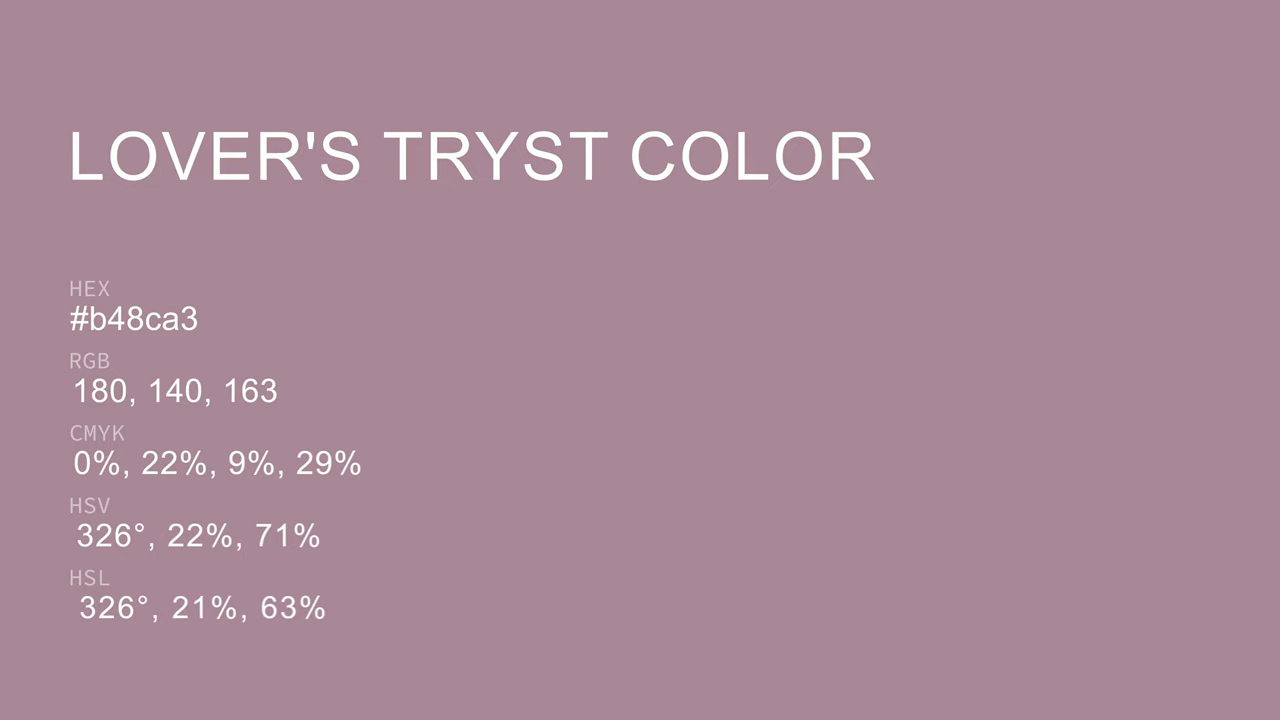 LOVER'S TRYST COLOR
HEX
#b48ca3
RGB
180, 140, 163
CMYK
0%, 22%, 9%, 29%
HSV
326°, 22%, 71%
HSL
326°, 21%, 63%